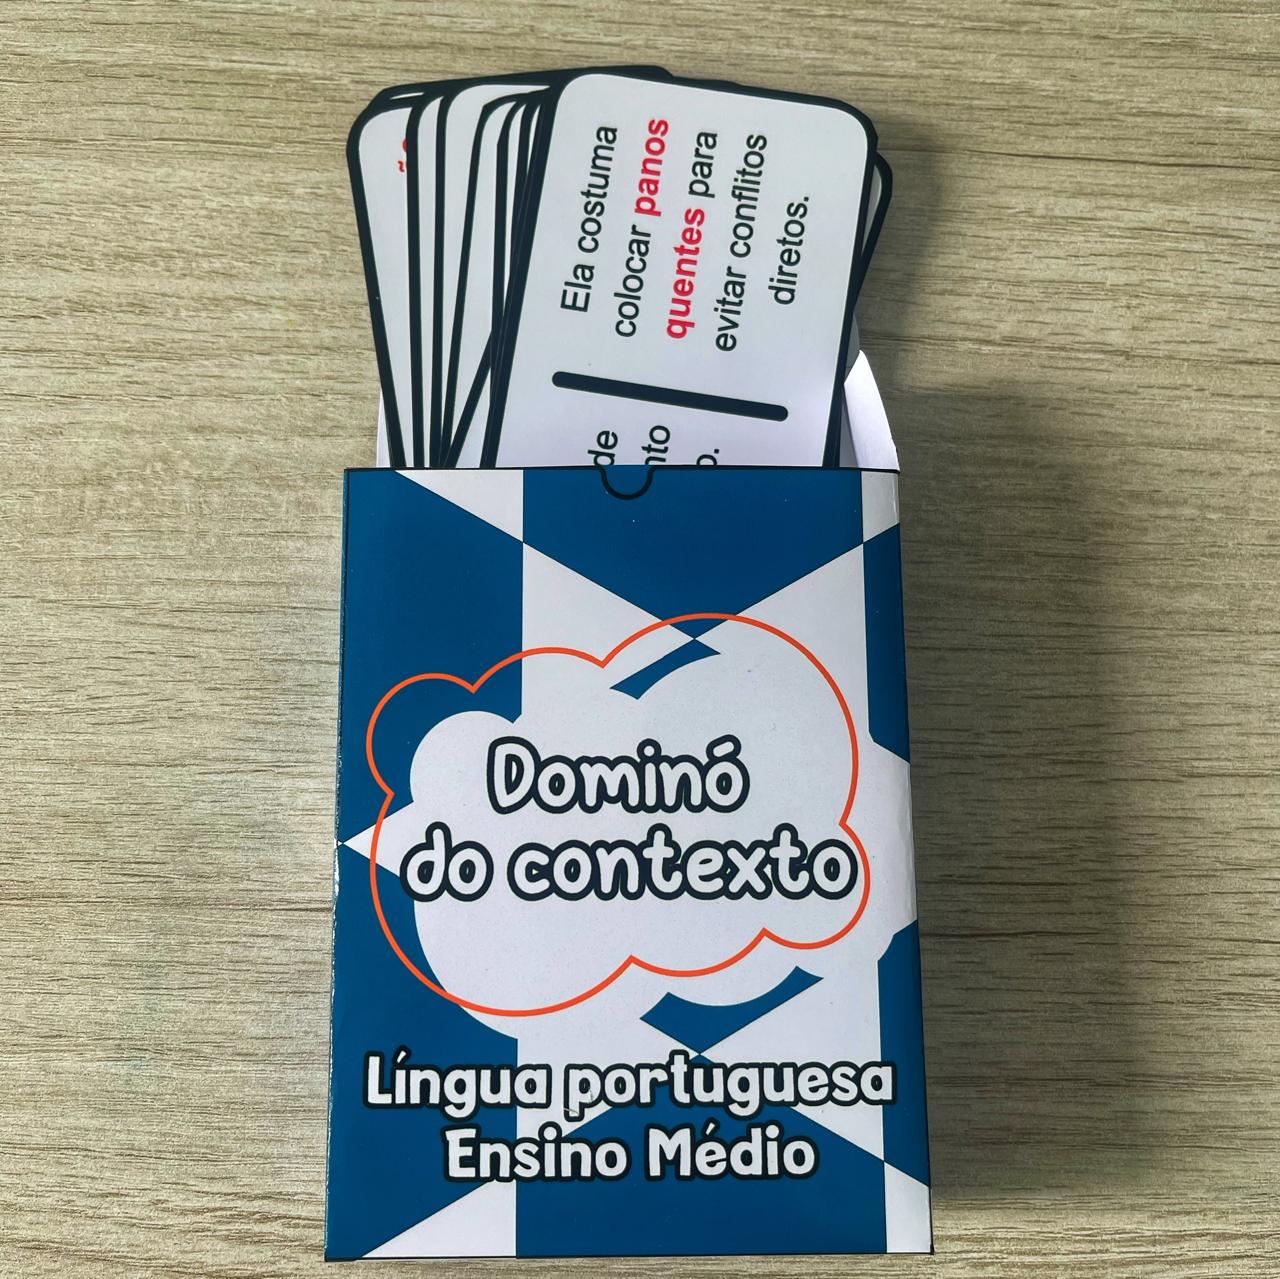 Ela costuma
colocar panos
quentes para
evitar conflitos
diretos.
Dominó
do contexto
Língua portuguesa
Ensino Médio